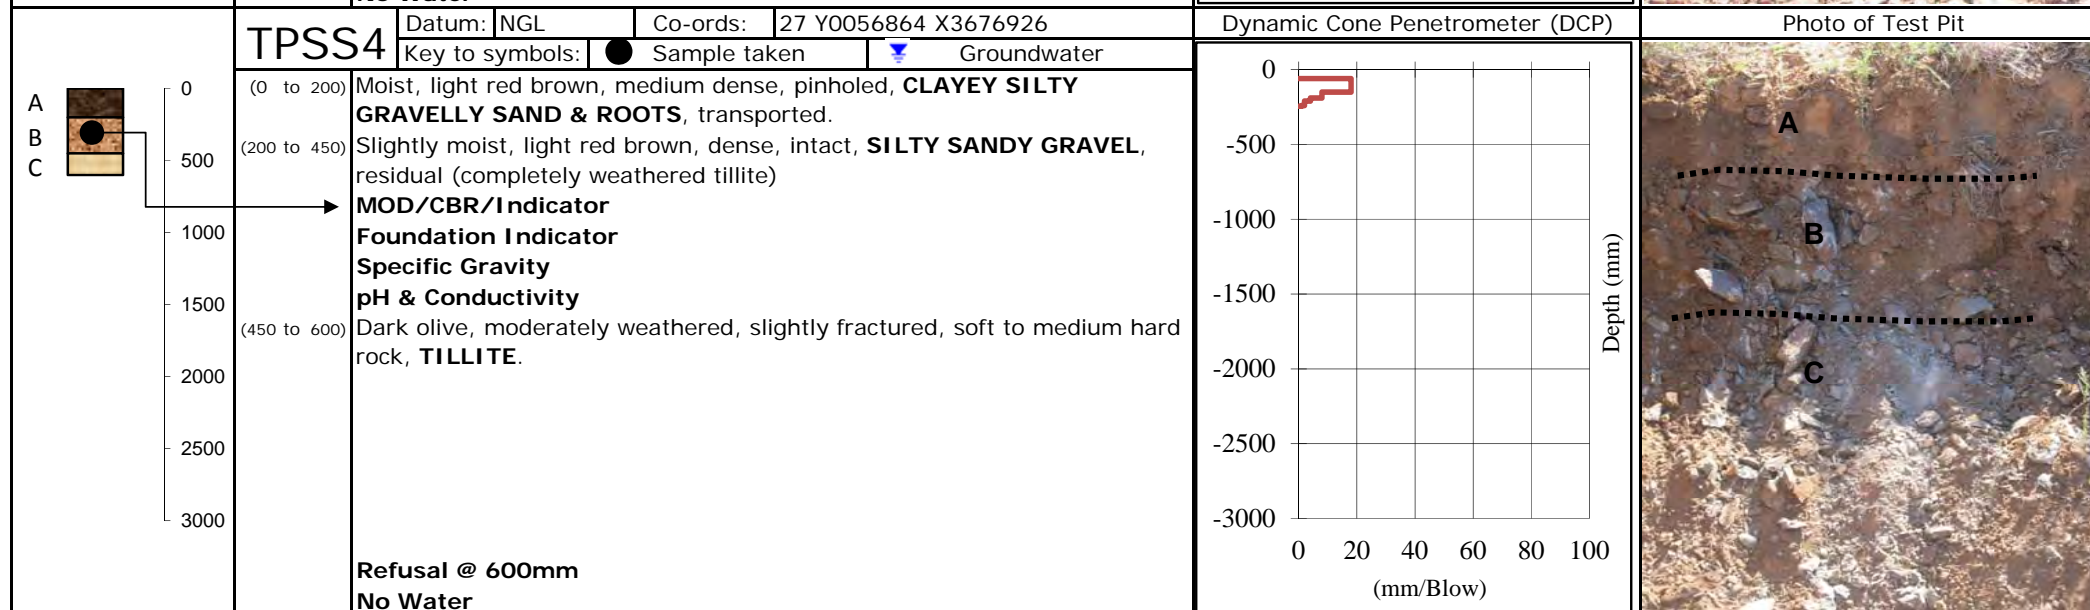 TPSS4
Datum: NGL Co-ords: 27 Y0056864 X3676926
Key to symbols: Sample taken Groundwater
Dynamic Cone Penetrometer (DCP)
Photo of Test Pit
A
B
C
0
500
1000
1500
2000
2500
3000
(0 to 200) Moist, light red brown, medium dense, pinholed, CLAYEY SILTY
GRAVELLY SAND & ROOTS, transported.
(200 to 450) Slightly moist, light red brown, dense, intact, SILTY SANDY GRAVEL,
residual (completely weathered tillite)
MOD/CBR/Indicator
Foundation Indicator
Specific Gravity
pH & Conductivity
(450 to 600) Dark olive, moderately weathered, slightly fractured, soft to medium hard
rock, TILLITE.
Refusal @ 600mm
No Water
0
-500
-1000
-1500
-2000
-2500
-3000
0 20 40 60 80 100
(mm/Blow)
Depth (mm)
A
B
C